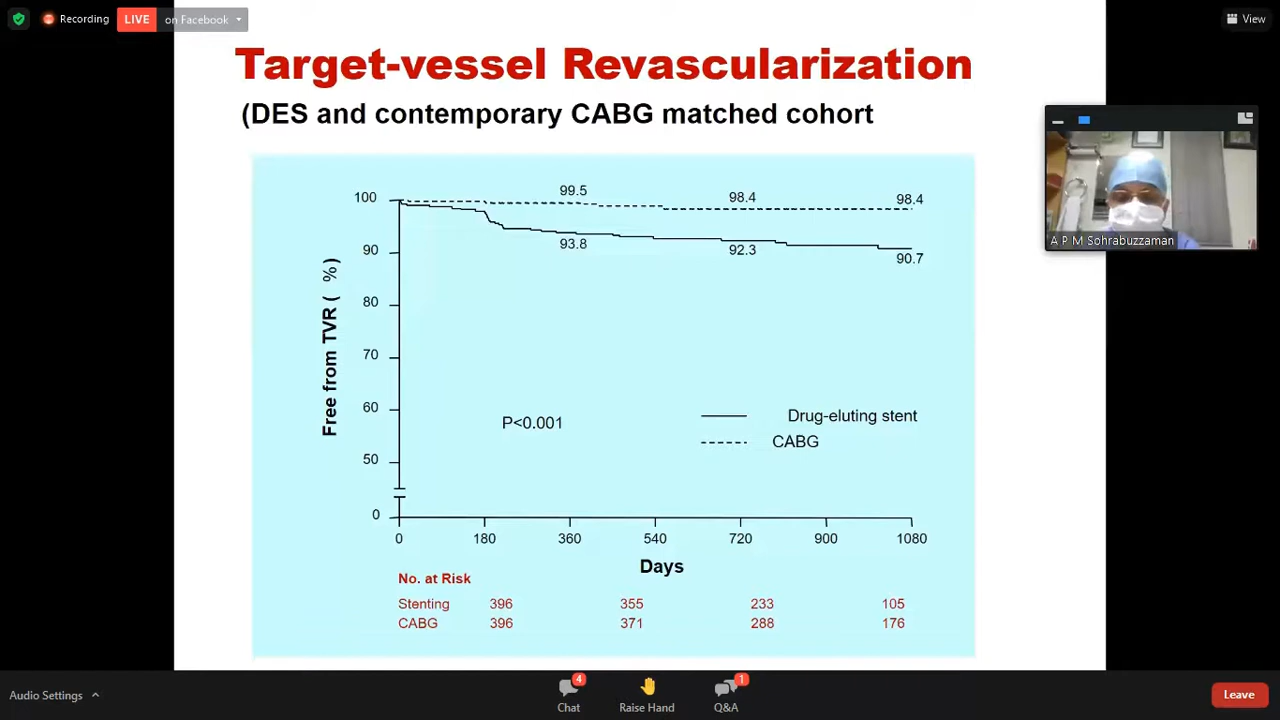 Recording
LIVE on Facebook
View
Target-vessel Revascularization
(DES and contemporary CABG matched cohort
A P M Sohrabuzzaman
100
90
80
70
60
50
0
Free from TVR ( %)
99.5 98.4 98.4
93.8 92.3 90.7
P<0.001
Drug-eluting stent
CABG
0 180 360 540 720 900 1080
Days
No. at Risk
Stenting 396 355 233 105
CABG 396 371 288 176
Audio Settings
4
Chat
Raise Hand
1
Q&A
Leave